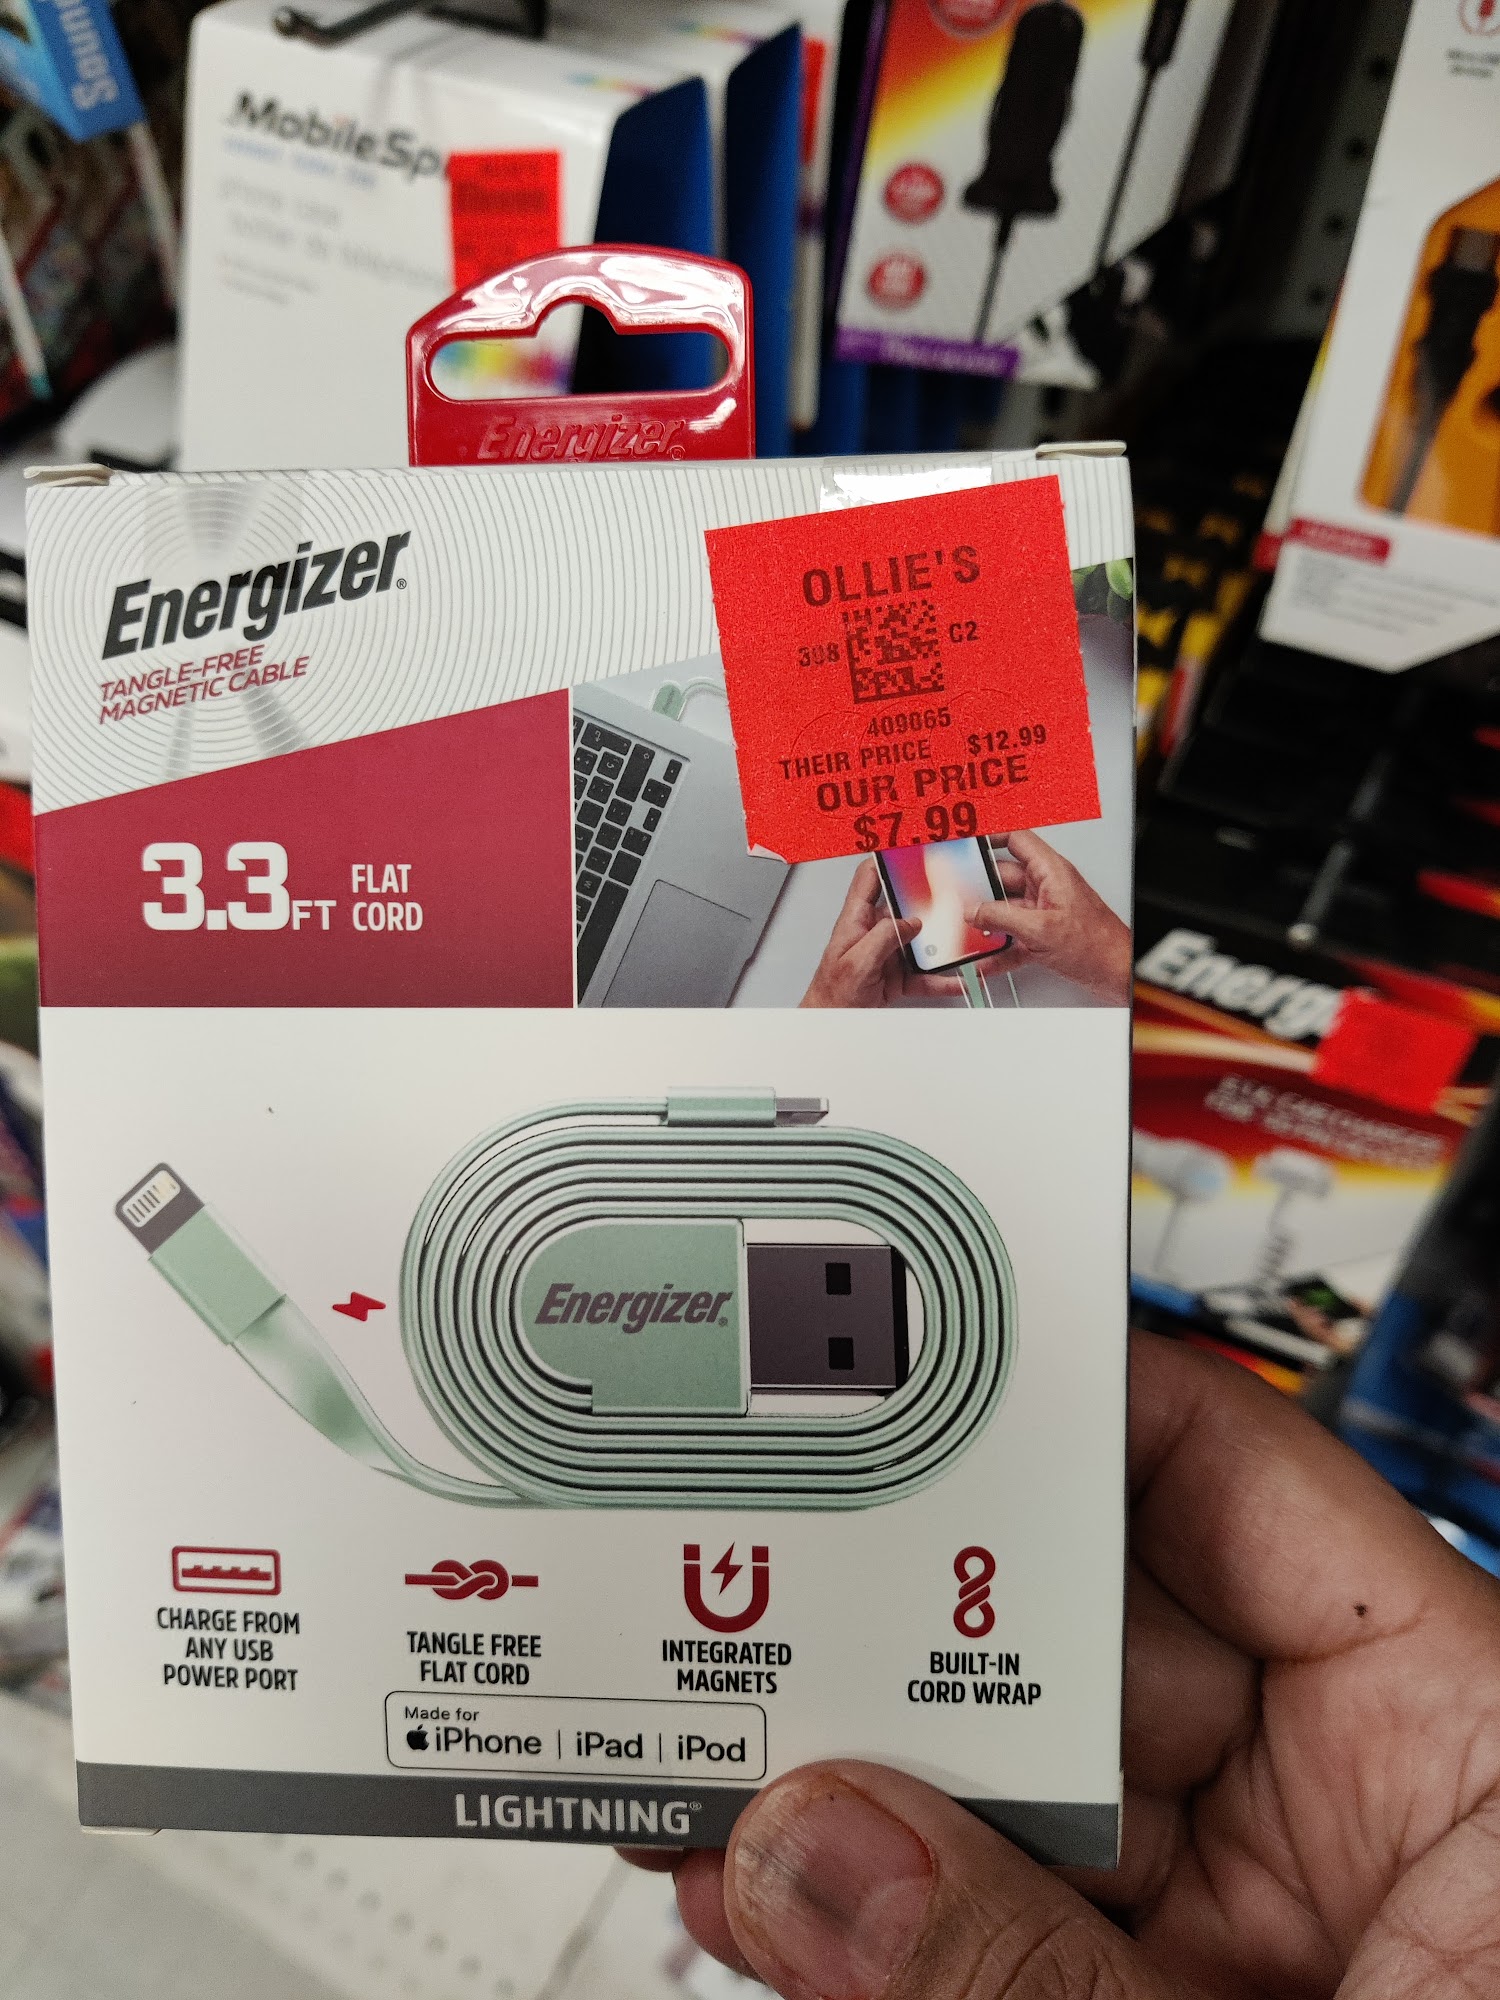 Energizer
Energizer®
TANGLE-FREE
MAGNETIC CABLE
OLLIE'S
308 C2
409065
THEIR PRICE $12.99
OUR PRICE
$7.99
3.3FT FLAT
CORD
Energizer®
CHARGE FROM
ANY USB
POWER PORT
TANGLE FREE
FLAT CORD
INTEGRATED
MAGNETS
BUILT-IN
CORD WRAP
Made for
iPhone | iPad | iPod
LIGHTNING®